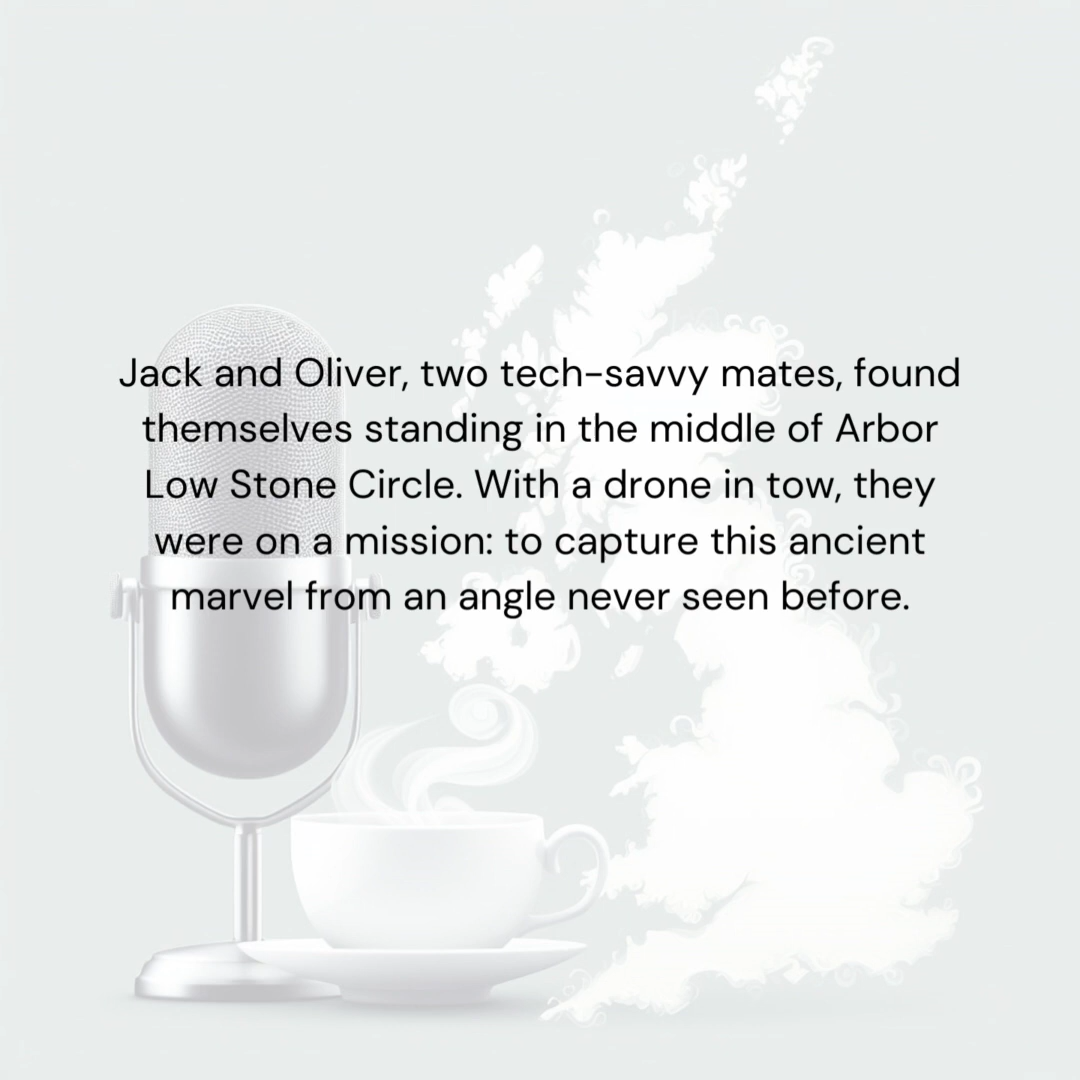 Jack and Oliver, two tech-savvy mates, found
themselves standing in the middle of Arbor
Low Stone Circle. With a drone in tow, they
were on a mission: to capture this ancient
marvel from an angle never seen before.